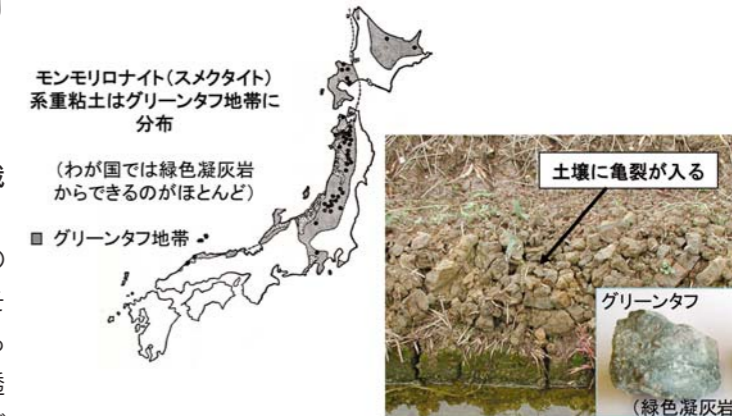 モンモリロナイト(スメクタイト)
系重粘土はグリーンタフ地帯に
分布
(わが国では緑色凝灰岩
からできるのがほとんど)
グリーンタフ地帯
土壌に亀裂が入る
グリーンタフ
(緑色凝灰岩